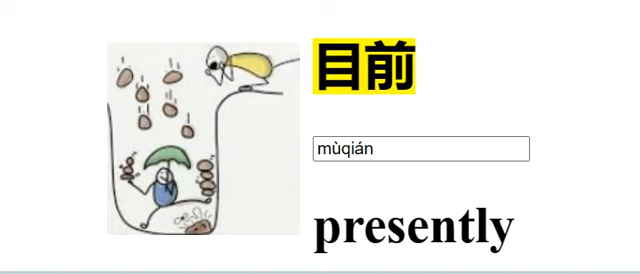 目前
mùqián
presently